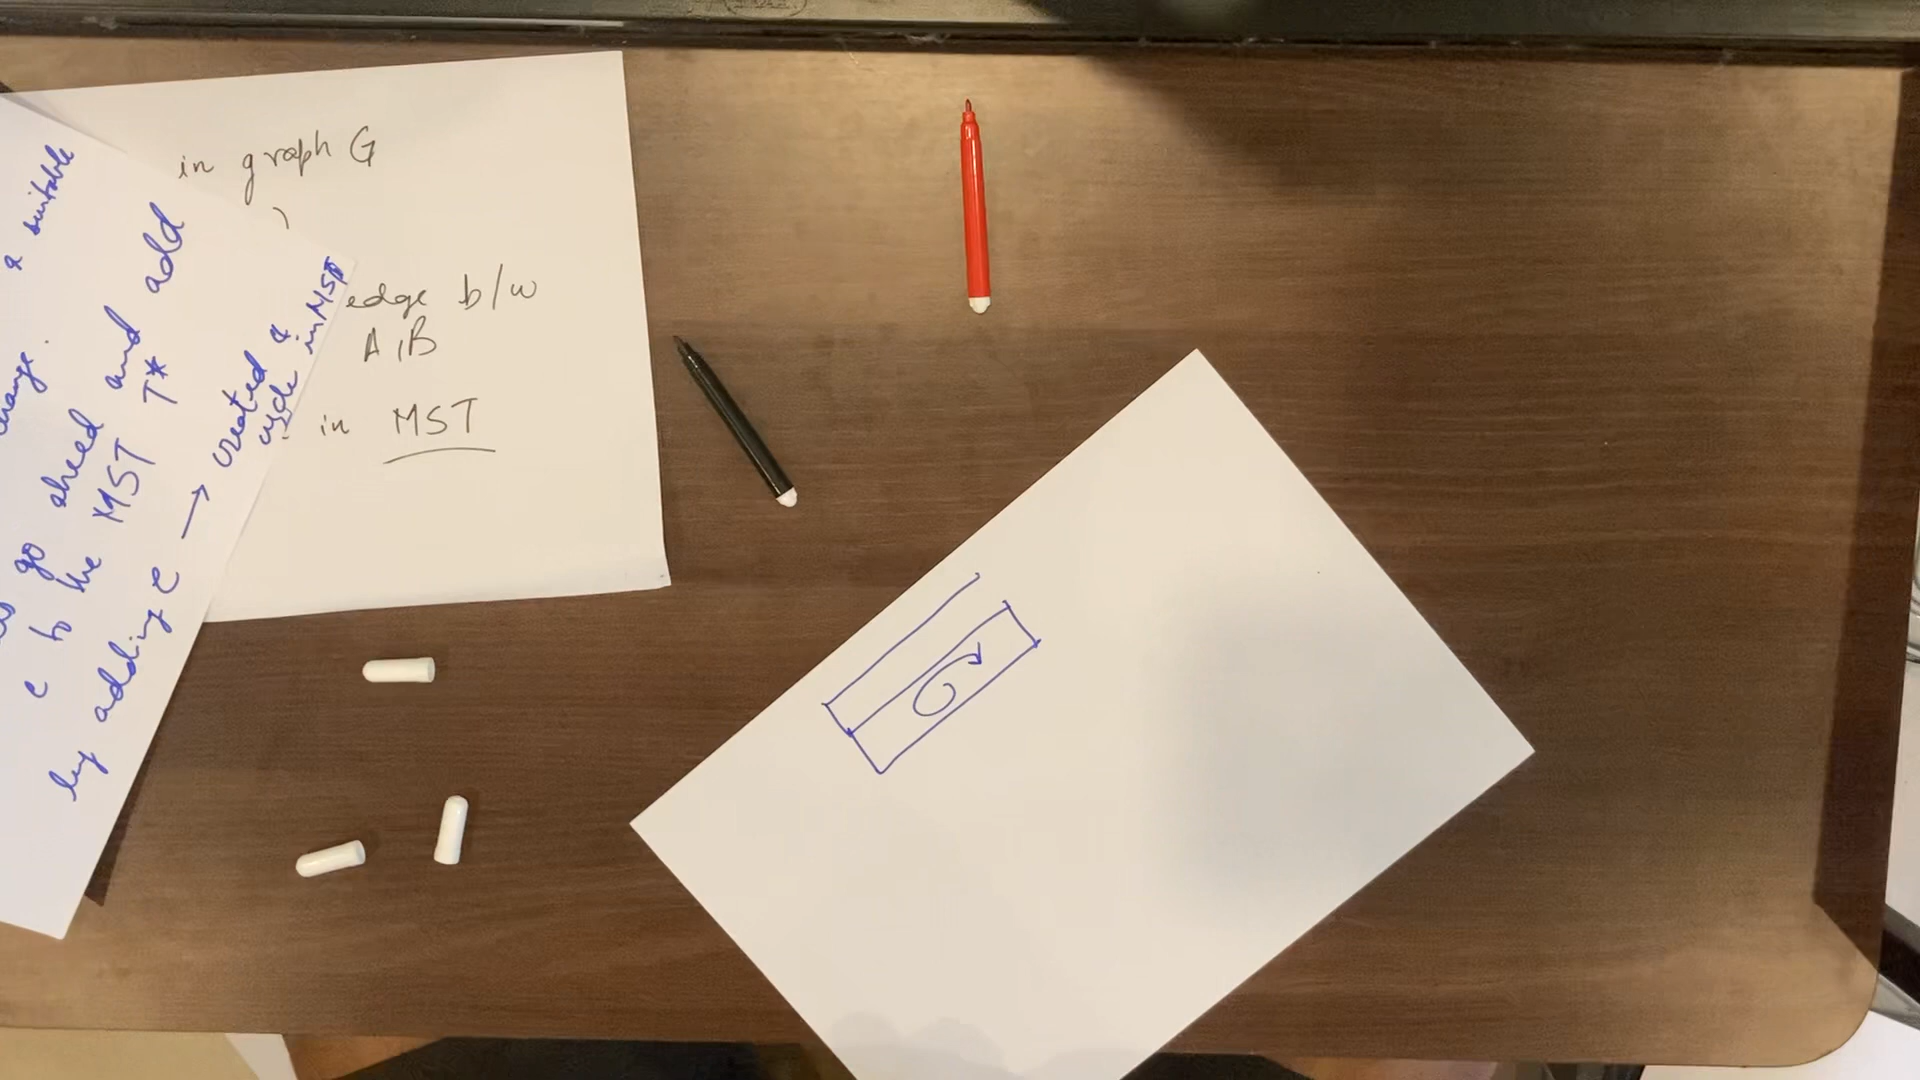 in graph G
edge b/w
A, B
in MST
a suitable
go ahead and add
e to the MST T*
by adding e → created a
cycle in MST